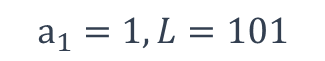 a₁ = 1, L = 101